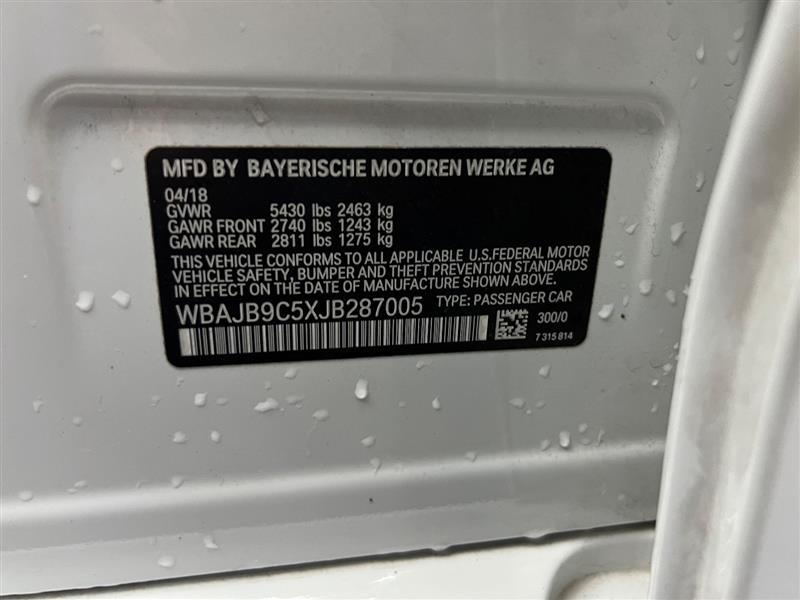 MFD BY BAYERISCHE MOTOREN WERKE AG
04/18
GVWR 5430 lbs 2463 kg
GAWR FRONT 2740 lbs 1243 kg
GAWR REAR 2811 lbs 1275 kg
THIS VEHICLE CONFORMS TO ALL APPLICABLE U.S.FEDERAL MOTOR
VEHICLE SAFETY, BUMPER AND THEFT PREVENTION STANDARDS
IN EFFECT ON THE DATE OF MANUFACTURE SHOWN ABOVE.
WBAJB9C5XJB287005 TYPE: PASSENGER CAR
300/0
7 315 814